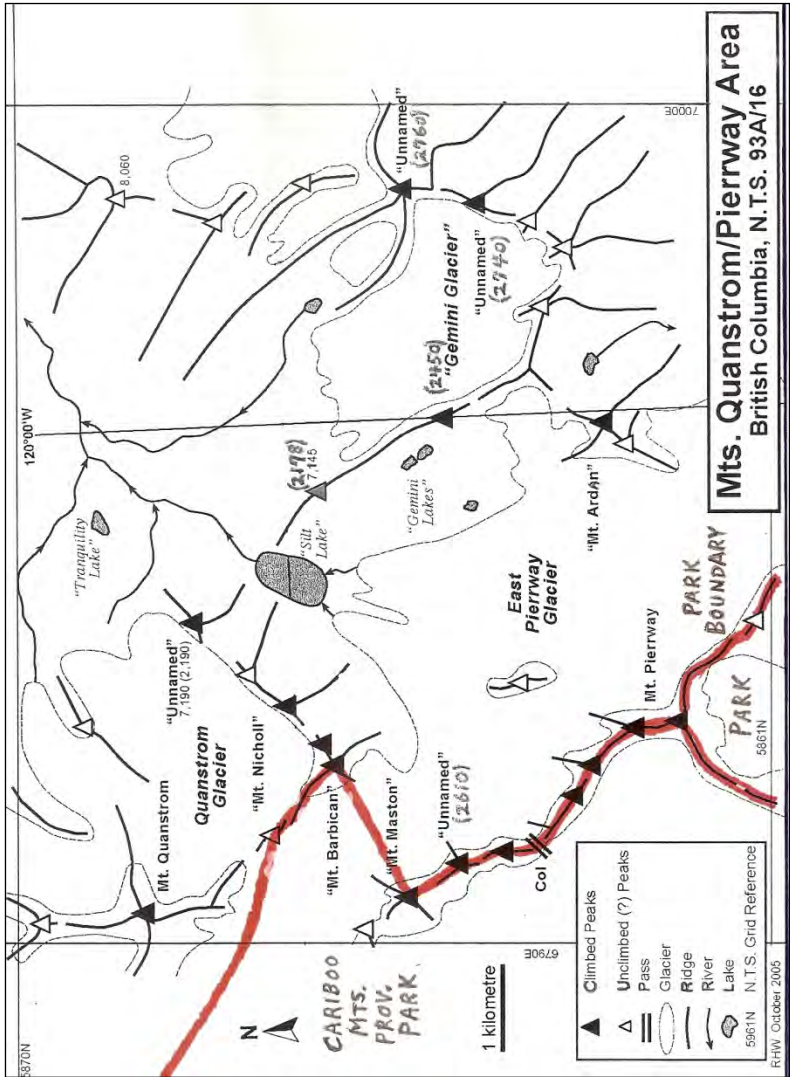 5870N
120°00'W
8,060
"Tranquility
Lake"
"Unnamed"
7,190 (2,190)
Mt. Quanstrom
Quanstrom
Glacier
"Mt. Nicholl"
"Silt
Lake"
(2178)
7,145
"Mt. Barbican"
"Mt. Maston"
"Gemini
Lakes"
(2450)
"Gemini Glacier"
"Unnamed"
"Unnamed"
(2740)
"Unnamed"
(2610)
Col
East
Pierrway
Glacier
"Mt. Ardan"
Mt. Pierrway
PARK
BOUNDARY
PARK
5861N
6790E
7000E
N
CARIBOO
MTS.
PROV.
PARK
1 kilometre
Climbed Peaks
Unclimbed (?) Peaks
Pass
Glacier
Ridge
River
Lake
5961N N.T.S. Grid Reference
RHW October 2005
Mts. Quanstrom/Pierrway Area
British Columbia, N.T.S. 93A/16